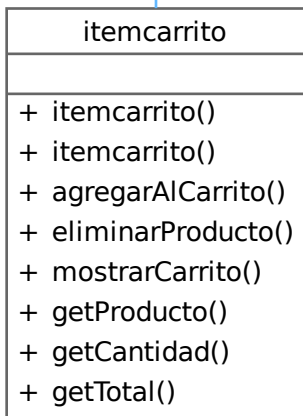 itemcarrito
+ itemcarrito()
+ itemcarrito()
+ agregarAlCarrito()
+ eliminarProducto()
+ mostrarCarrito()
+ getProducto()
+ getCantidad()
+ getTotal()